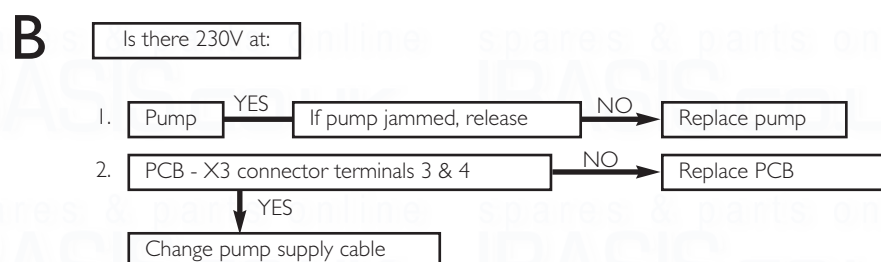 B
Is there 230V at:
1. Pump YES If pump jammed, release NO Replace pump
2. PCB - X3 connector terminals 3 & 4 NO Replace PCB
YES
Change pump supply cable